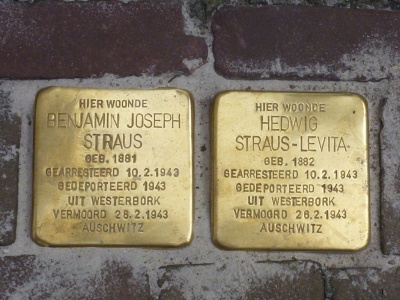 HIER WOONDE
BENJAMIN JOSEPH
STRAUS
GEB. 1881
GEARRESTEERD 10.2.1943
GEDEPORTEERD 1943
UIT WESTERBORK
VERMOORD 26.2.1943
AUSCHWITZ
HIER WOONDE
HEDWIG
STRAUS-LEVITA
GEB. 1882
GEARRESTEERD 10.2.1943
GEDEPORTEERD 1943
UIT WESTERBORK
VERMOORD 26.2.1943
AUSCHWITZ